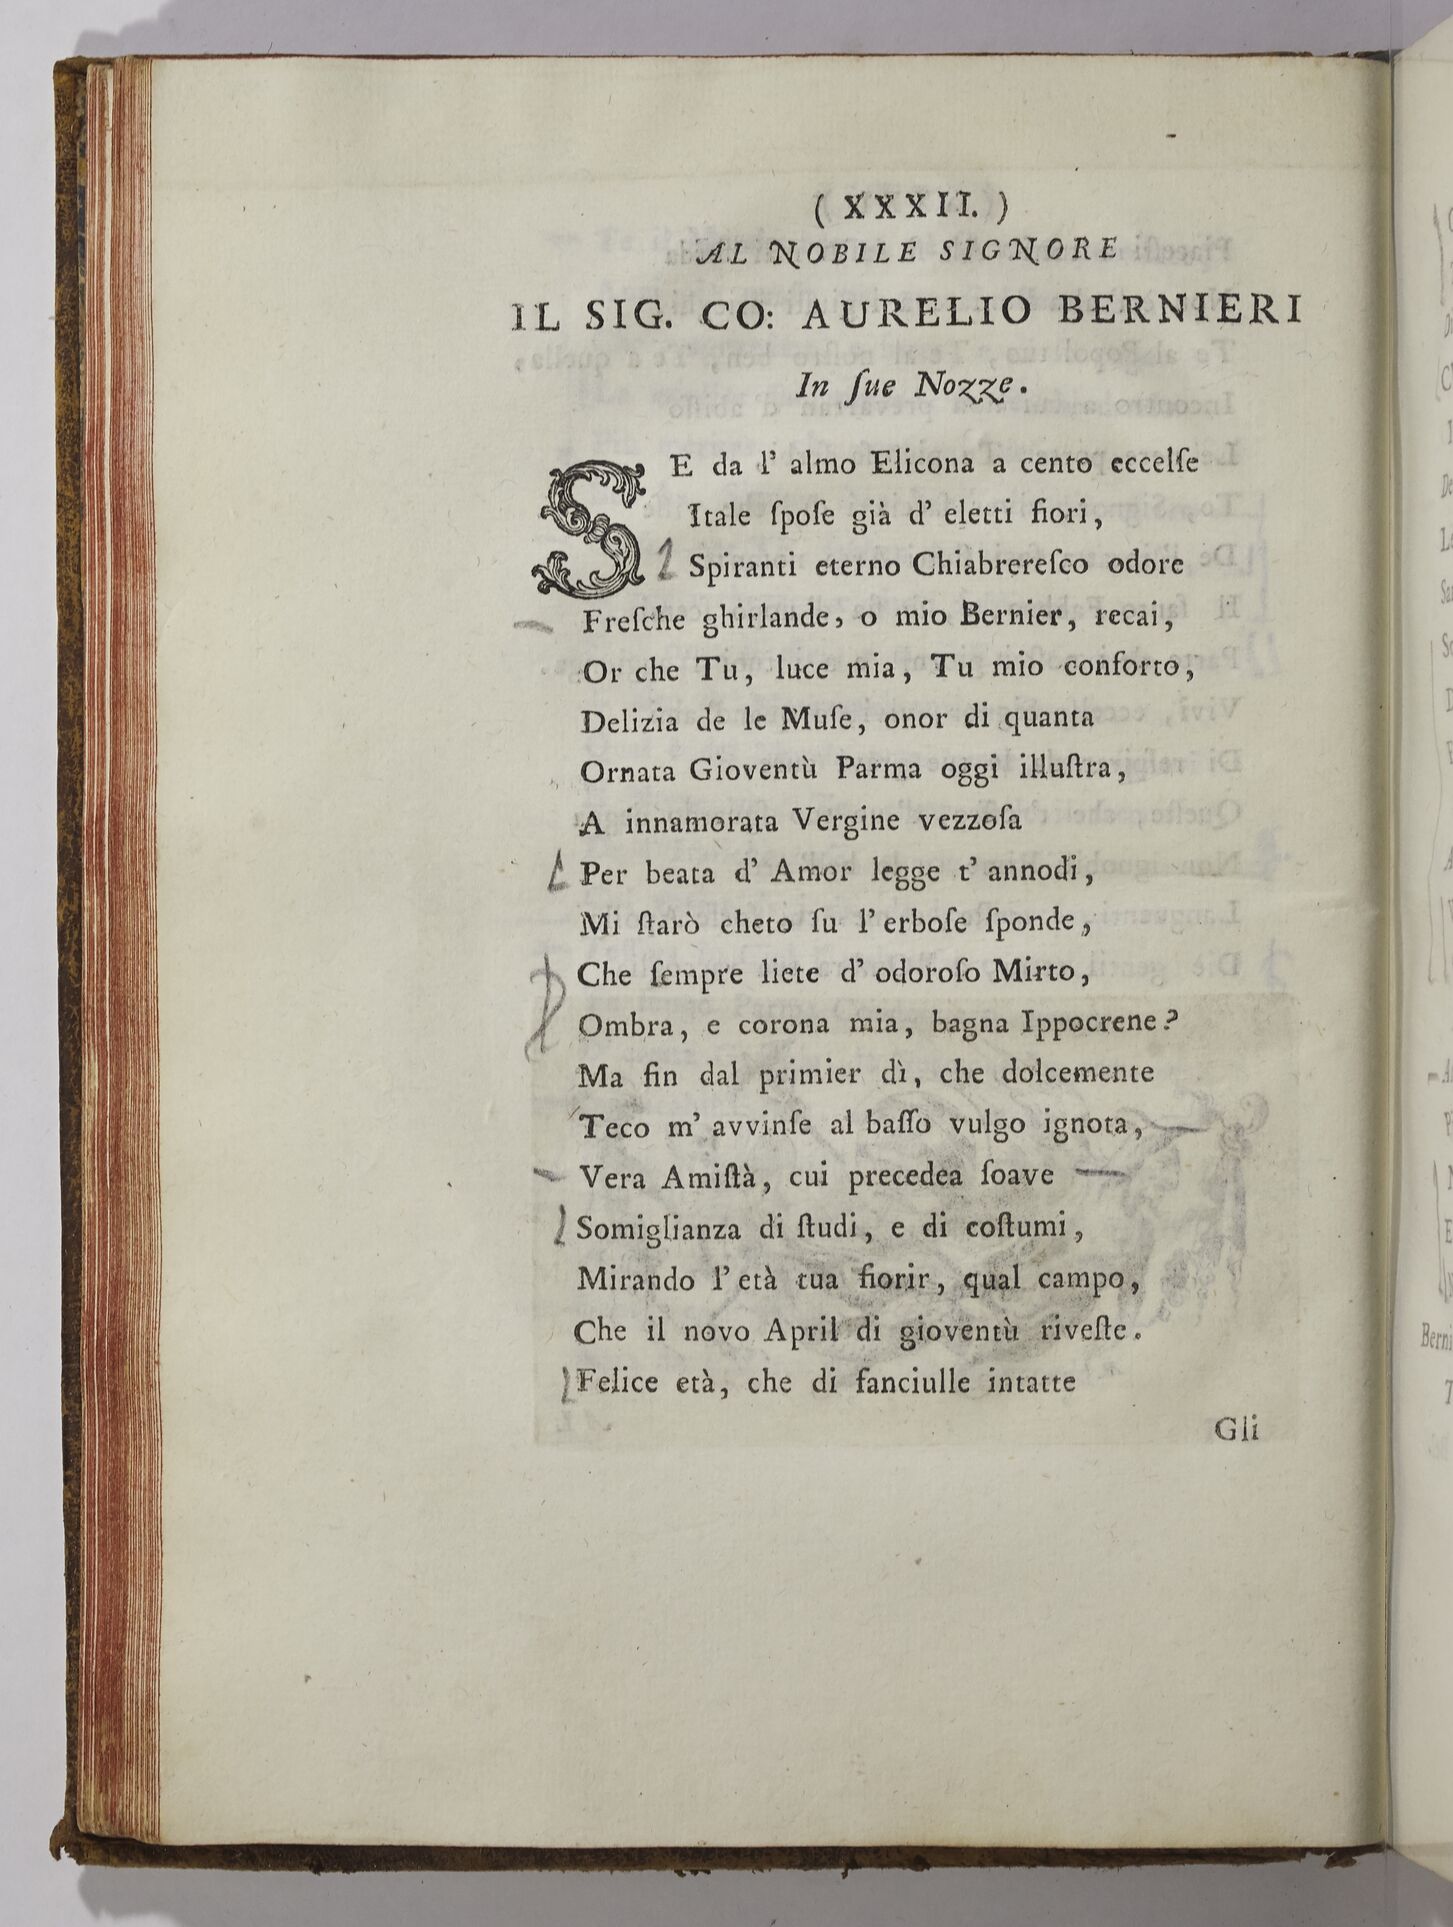 ( XXXII. )
AL NOBILE SIGNORE
IL SIG. CO: AURELIO BERNIERI
In ſue Nozze.
SE da l' almo Elicona a cento eccelſe
Itale ſpoſe già d' eletti fiori,
Spiranti eterno Chiabrereſco odore
Freſche ghirlande, o mio Bernier, recai,
Or che Tu, luce mia, Tu mio conforto,
Delizia de le Muſe, onor di quanta
Ornata Gioventù Parma oggi illuſtra,
A innamorata Vergine vezzoſa
Per beata d' Amor legge t' annodi,
Mi ſtarò cheto ſu l' erboſe ſponde,
Che ſempre liete d' odoroſo Mirto,
Ombra, e corona mia, bagna Ippocrene?
Ma fin dal primier dì, che dolcemente
Teco m' avvinſe al baſſo vulgo ignota,
Vera Amiſtà, cui precedea ſoave
Somiglianza di ſtudi, e di coſtumi,
Mirando l' età tua fiorir, qual campo,
Che il novo April di gioventù riveſte.
Felice età, che di fanciulle intatte
Gli